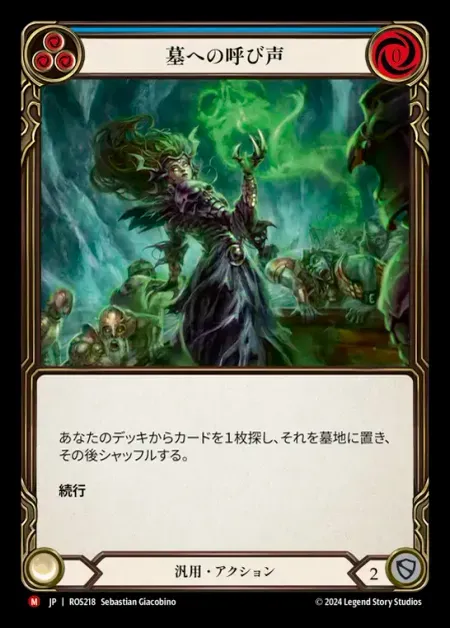 墓への呼び声
0
あなたのデッキからカードを1枚探し、それを墓地に置き、
その後シャッフルする。
続行
汎用・アクション
2
M JP | ROS218 Sebastian Giacobino
© 2024 Legend Story Studios